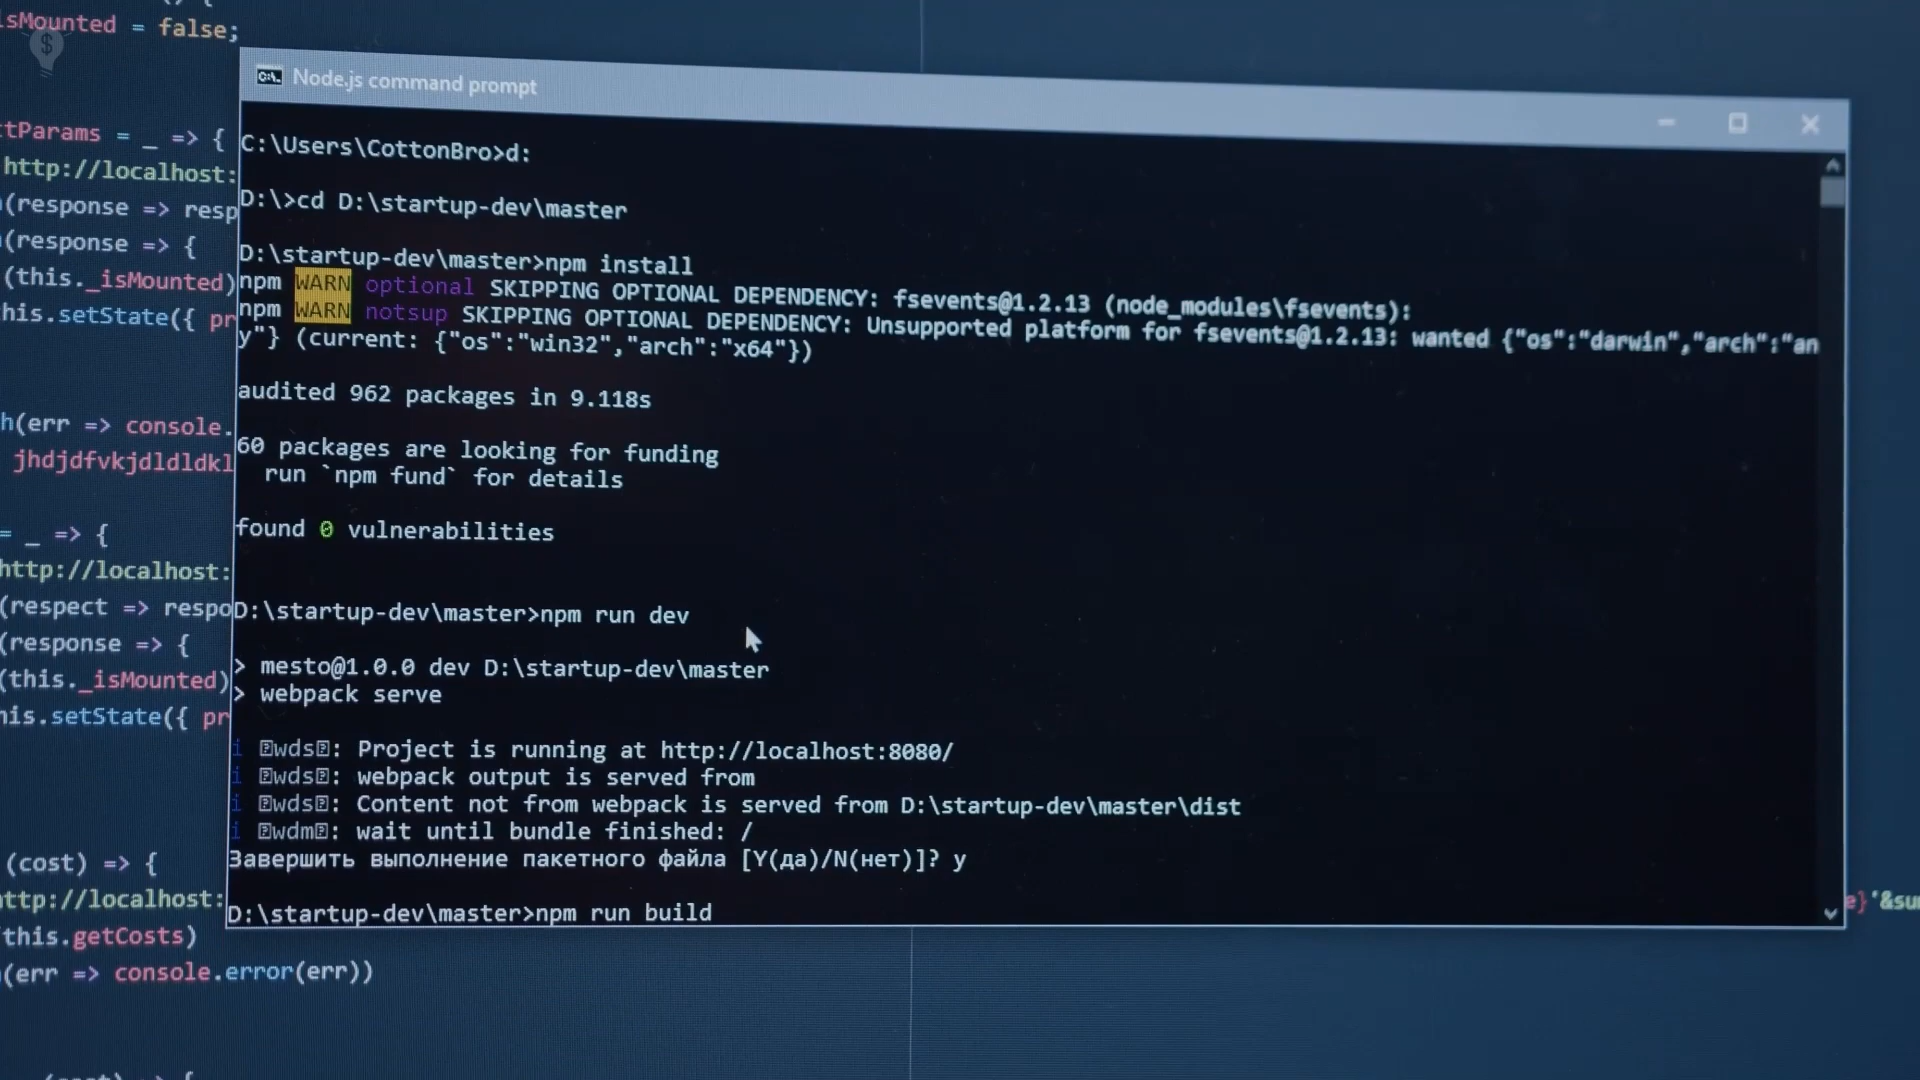 isMounted = false;
Node.js command prompt
ctParams = _ => {
http://localhost:
(response => resp
(response => {
(this._isMounted)
his.setState({ pr
h(err => console.
jhdjdfvkjdldldkl
= _ => {
http://localhost:
(respect => respo
(response => {
(this._isMounted)
his.setState({ pr
(cost) => {
http://localhost:
this.getCosts)
(err => console.error(err))
C:\Users\CottonBro>d:
D:\>cd D:\startup-dev\master
D:\startup-dev\master>npm install
npm WARN optional SKIPPING OPTIONAL DEPENDENCY: fsevents@1.2.13 (node_modules\fsevents):
npm WARN notsup SKIPPING OPTIONAL DEPENDENCY: Unsupported platform for fsevents@1.2.13: wanted {"os":"darwin","arch":"an
y"} (current: {"os":"win32","arch":"x64"})
audited 962 packages in 9.118s
60 packages are looking for funding
run `npm fund` for details
found 0 vulnerabilities
D:\startup-dev\master>npm run dev
> mesto@1.0.0 dev D:\startup-dev\master
> webpack serve
i wds: Project is running at http://localhost:8080/
i wds: webpack output is served from
i wds: Content not from webpack is served from D:\startup-dev\master\dist
i wdm: wait until bundle finished: /
Завершить выполнение пакетного файла [Y(да)/N(нет)]? y
D:\startup-dev\master>npm run build